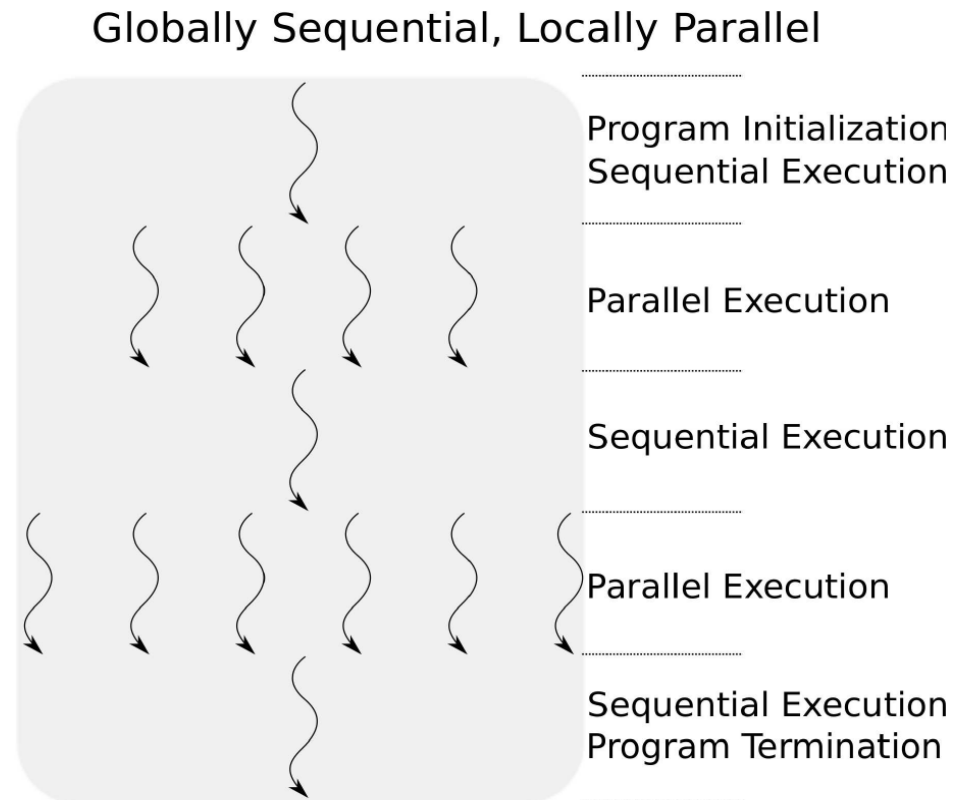 Globally Sequential, Locally Parallel
Program Initialization
Sequential Execution
Parallel Execution
Sequential Execution
Parallel Execution
Sequential Execution
Program Termination